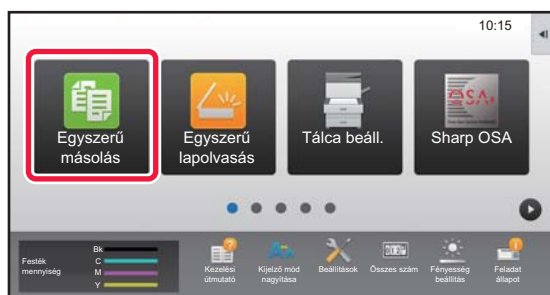 10:15
Egyszerű
másolás
Egyszerű
lapolvasás
Tálca beáll.
Sharp OSA
Festék
mennyiség
Bk
C
M
Y
Kezelési
útmutató
Kijelző mód
nagyítása
Beállítások
Összes szám
Fényesség
beállítás
Feladat
állapot